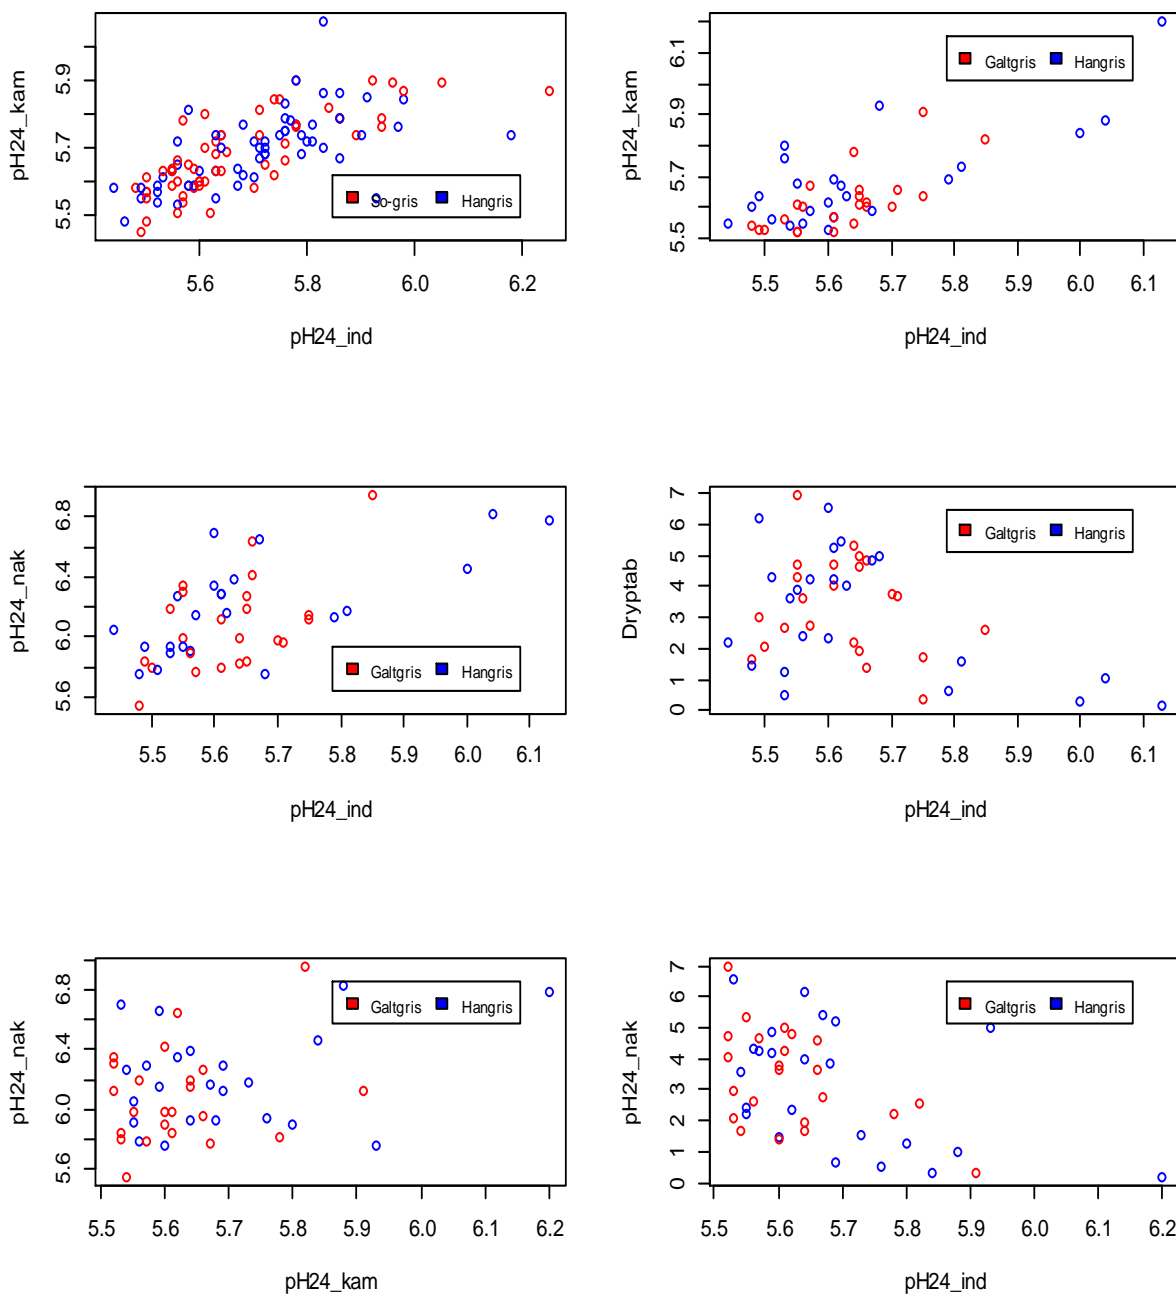 pH24_kam
5.9
5.7
5.5
So-gris Hangris
5.6 5.8 6.0 6.2
pH24_ind
pH24_kam
6.1
5.9
5.7
5.5
Galtgris Hangris
5.5 5.6 5.7 5.8 5.9 6.0 6.1
pH24_ind
pH24_nak
6.8
6.4
6.0
5.6
Galtgris Hangris
5.5 5.6 5.7 5.8 5.9 6.0 6.1
pH24_ind
Dryptab
7
6
5
4
3
2
1
0
Galtgris Hangris
5.5 5.6 5.7 5.8 5.9 6.0 6.1
pH24_ind
pH24_nak
6.8
6.4
6.0
5.6
Galtgris Hangris
5.5 5.6 5.7 5.8 5.9 6.0 6.1 6.2
pH24_kam
pH24_nak
7
6
5
4
3
2
1
0
Galtgris Hangris
5.5 5.6 5.7 5.8 5.9 6.0 6.1 6.2
pH24_ind